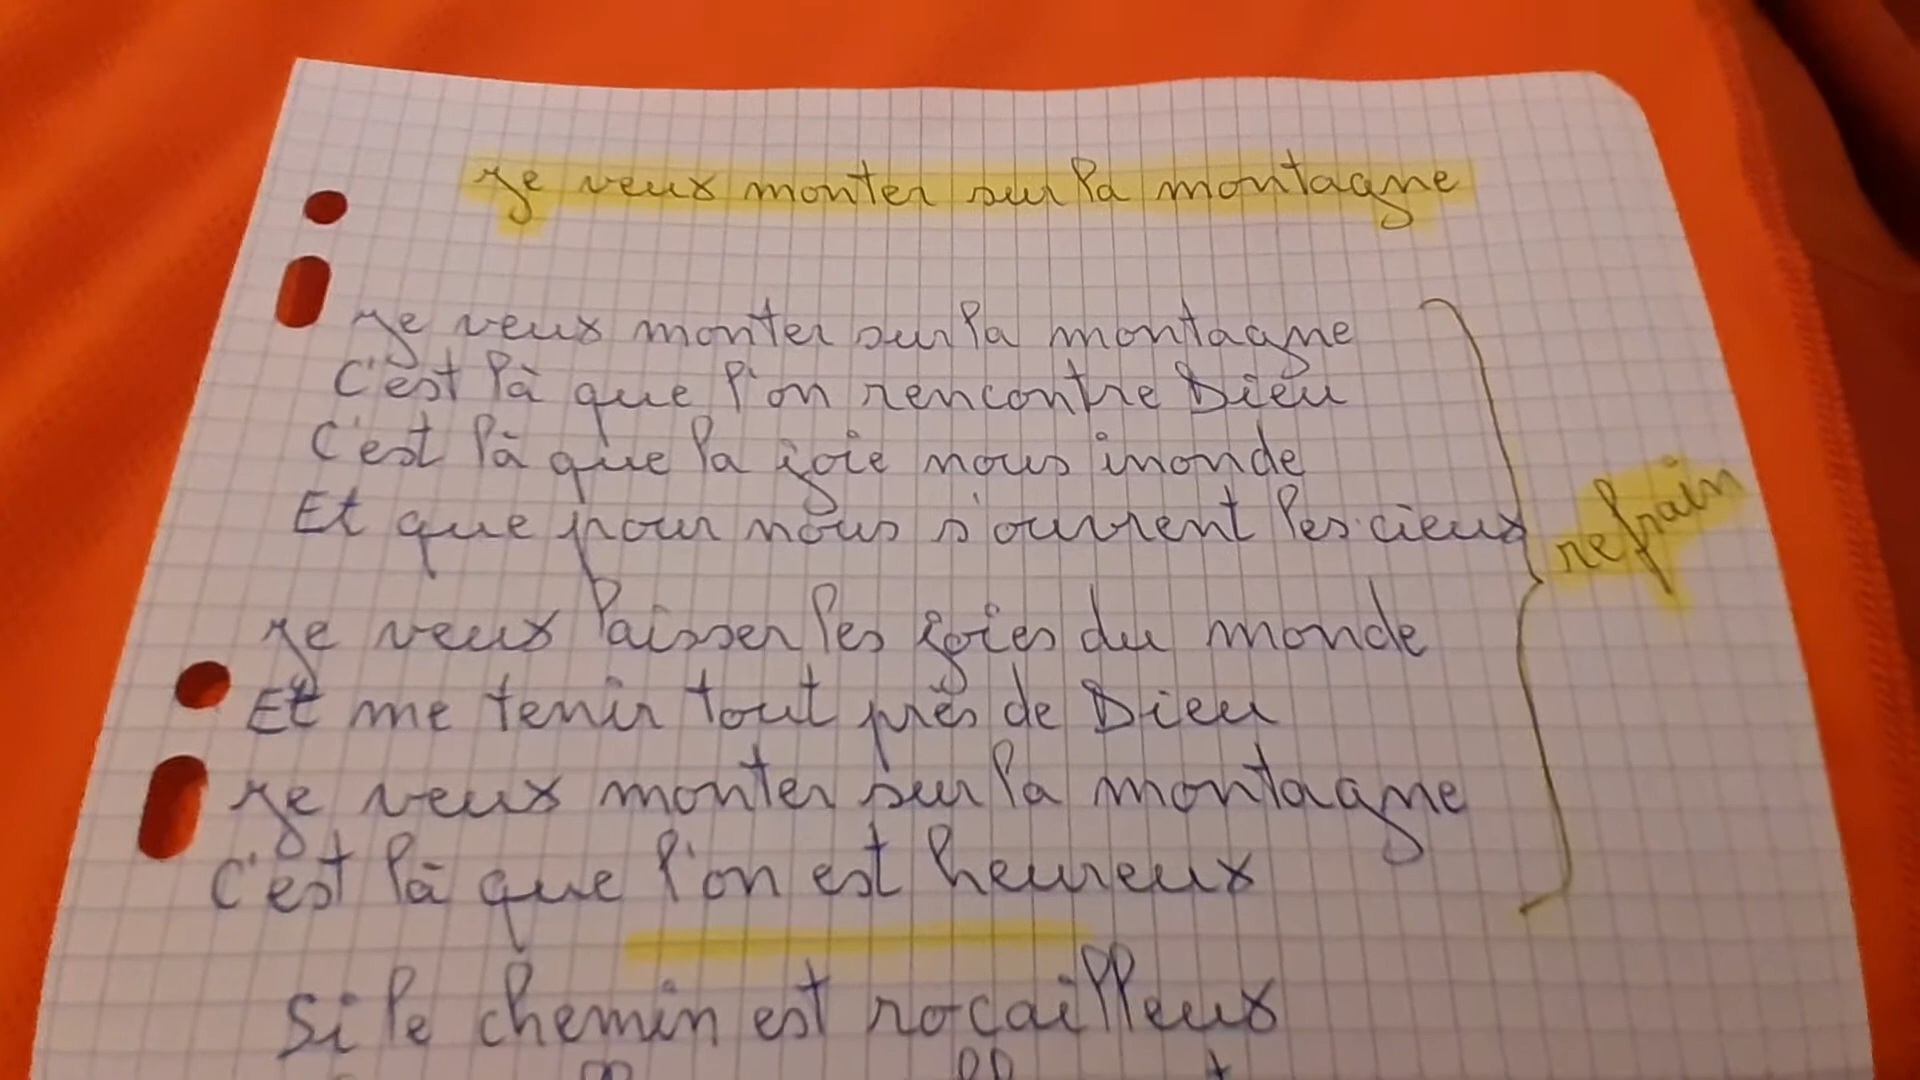 Je veux monter sur la montagne
Je veux monter sur la montagne
C'est là que l'on rencontre Dieu
C'est là que la joie nous inonde
Et que pour nous s'ouvrent les cieux
refrain
Je veux laisser les joies du monde
Et me tenir tout près de Dieu
Je veux monter sur la montagne
C'est là que l'on est heureux
Si le chemin est rocailleux